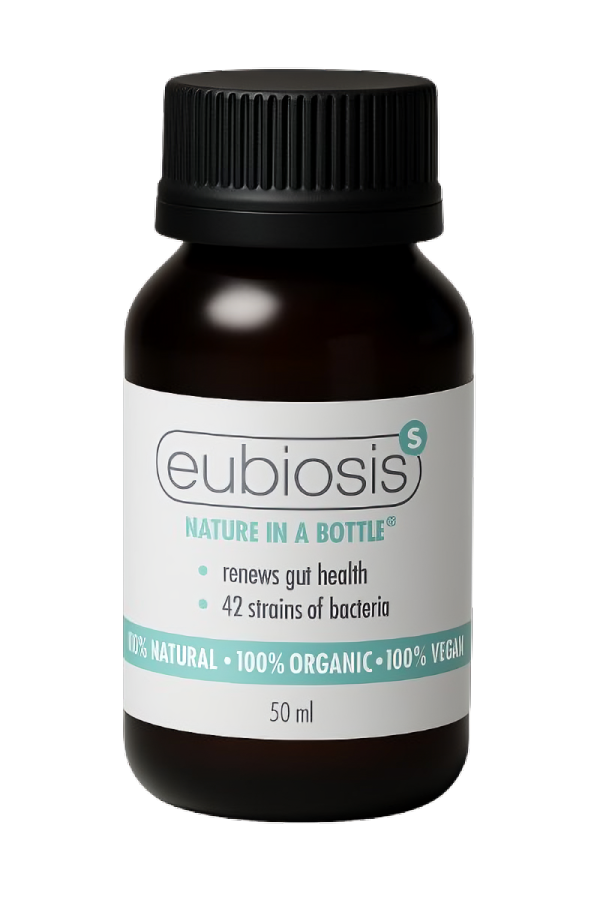 eubiosis S
NATURE IN A BOTTLE®
• renews gut health
• 42 strains of bacteria
100% NATURAL • 100% ORGANIC • 100% VEGAN
50 ml